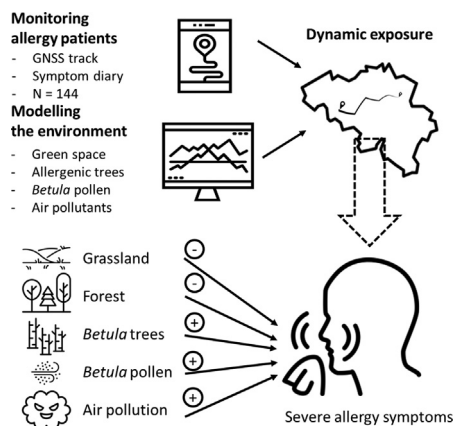 Monitoring
allergy patients
- GNSS track
- Symptom diary
- N = 144
Modelling
the environment
- Green space
- Allergenic trees
- Betula pollen
- Air pollutants
Dynamic exposure
Grassland
-
Forest
-
Betula trees
+
Betula pollen
+
Air pollution
+
Severe allergy symptoms